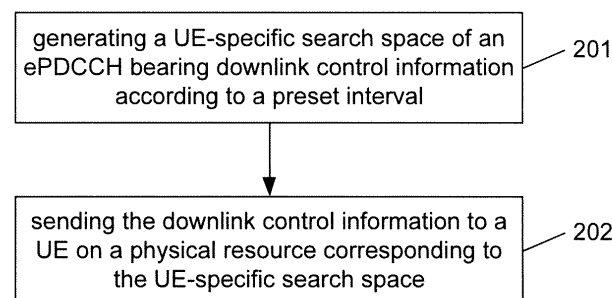 generating a UE-specific search space of an
ePDCCH bearing downlink control information
according to a preset interval
201
sending the downlink control information to a
UE on a physical resource corresponding to
the UE-specific search space
202